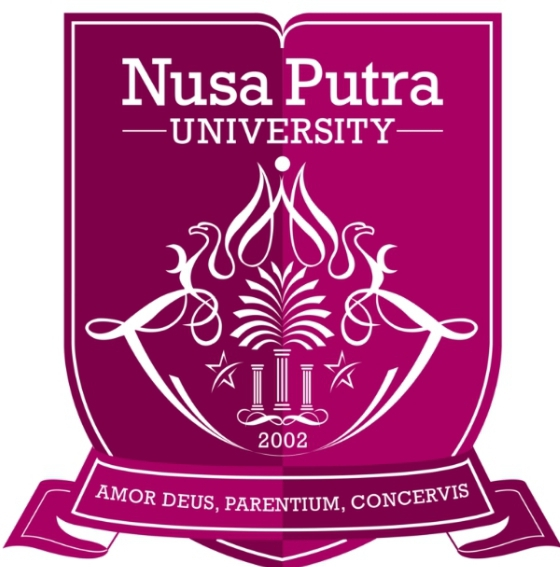 Nusa Putra
UNIVERSITY
2002
AMOR DEUS, PARENTIUM, CONCERVIS